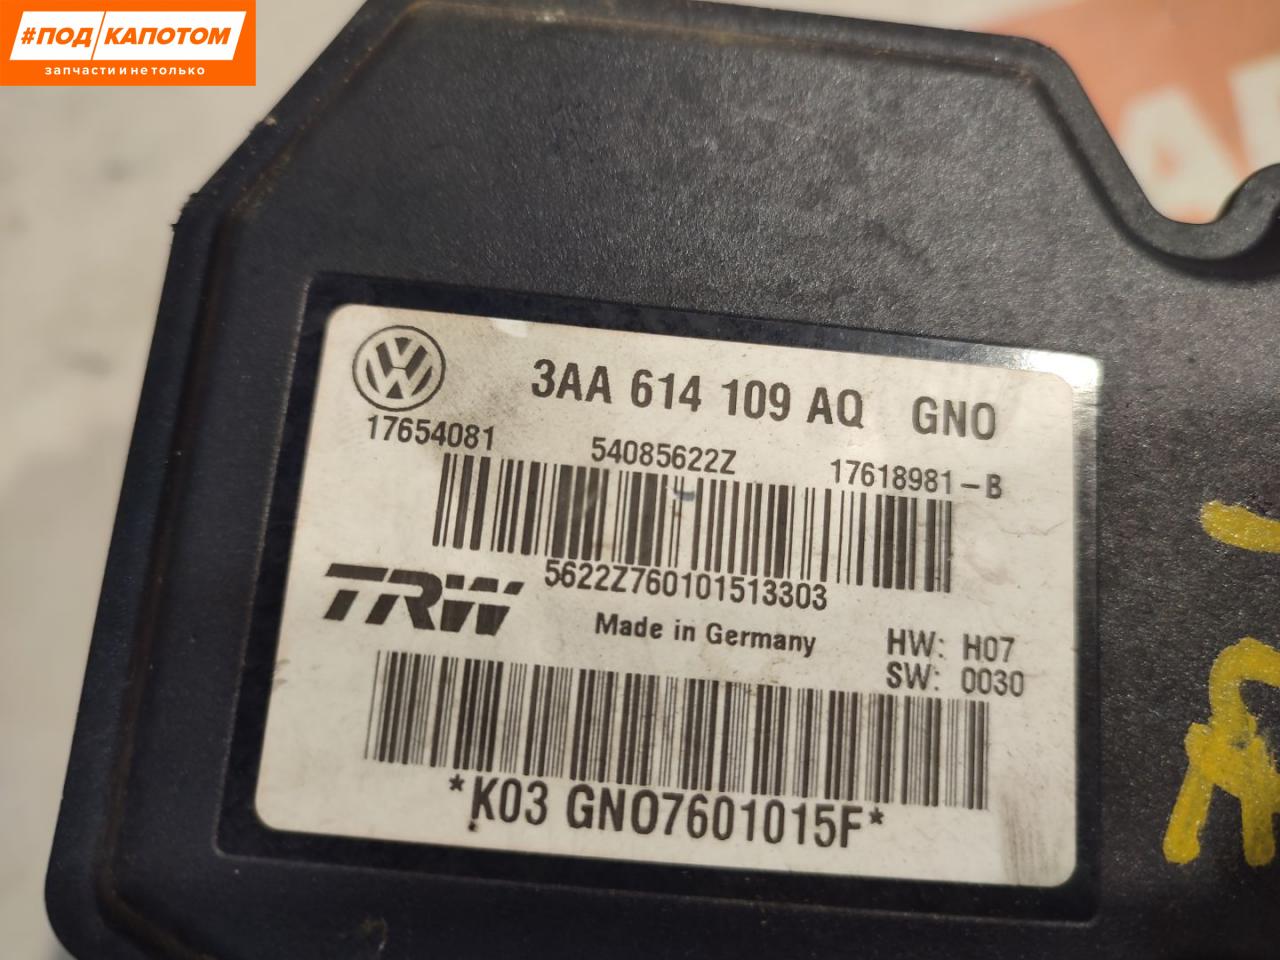 #ПОД КАПОТОМ
запчасти и не только
3AA 614 109 AQ GNO
17654081 54085622Z 17618981-B
5622Z760101513303
TRW
Made in Germany
HW: H07
SW: 0030
*K03 GNO7601015F*